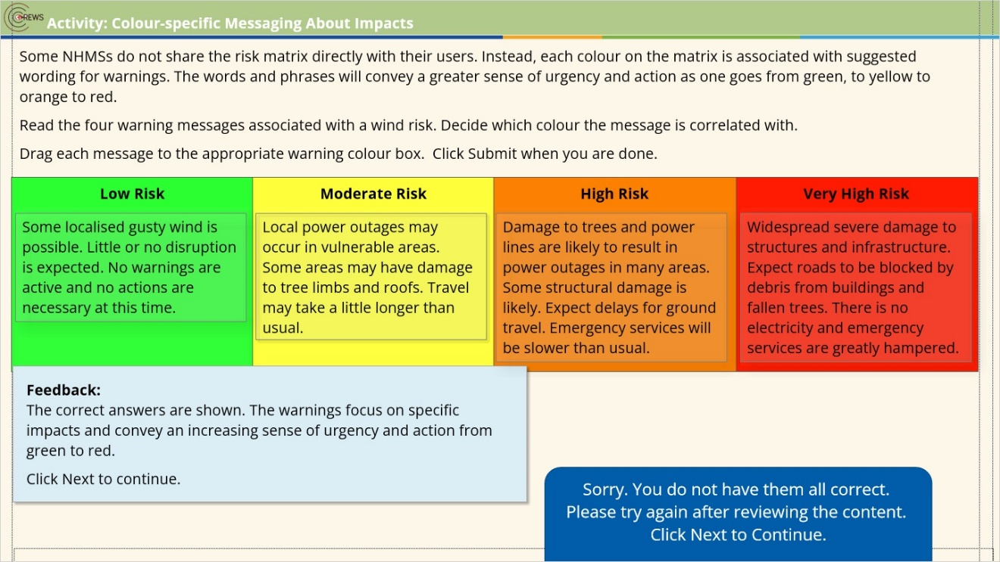 CREWS
Activity: Colour-specific Messaging About Impacts
Some NHMSs do not share the risk matrix directly with their users. Instead, each colour on the matrix is associated with suggested
wording for warnings. The words and phrases will convey a greater sense of urgency and action as one goes from green, to yellow to
orange to red.
Read the four warning messages associated with a wind risk. Decide which colour the message is correlated with.
Drag each message to the appropriate warning colour box. Click Submit when you are done.
Low Risk
Some localised gusty wind is
possible. Little or no disruption
is expected. No warnings are
active and no actions are
necessary at this time.
Moderate Risk
Local power outages may
occur in vulnerable areas.
Some areas may have damage
to tree limbs and roofs. Travel
may take a little longer than
usual.
High Risk
Damage to trees and power
lines are likely to result in
power outages in many areas.
Some structural damage is
likely. Expect delays for ground
travel. Emergency services will
be slower than usual.
Very High Risk
Widespread severe damage to
structures and infrastructure.
Expect roads to be blocked by
debris from buildings and
fallen trees. There is no
electricity and emergency
services are greatly hampered.
Feedback:
The correct answers are shown. The warnings focus on specific
impacts and convey an increasing sense of urgency and action from
green to red.
Click Next to continue.
Sorry. You do not have them all correct.
Please try again after reviewing the content.
Click Next to Continue.